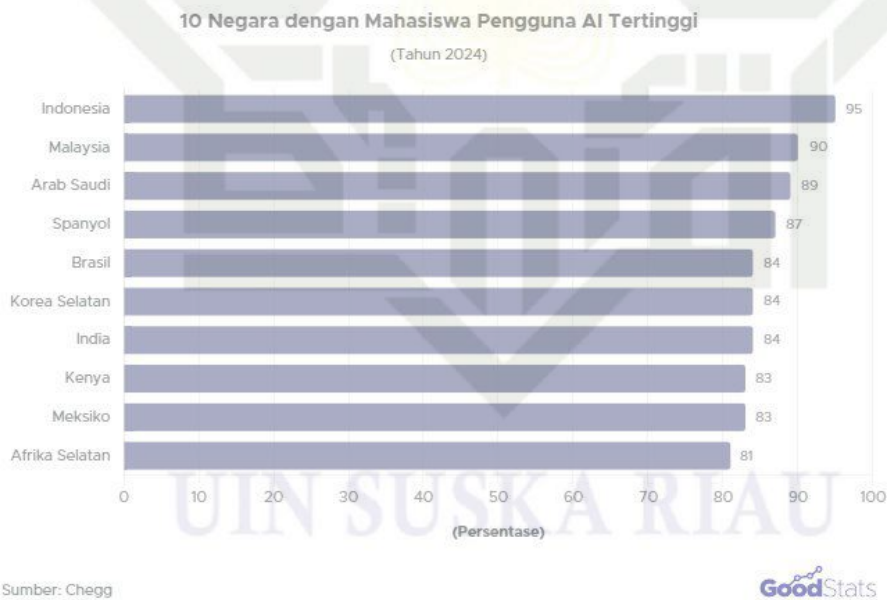 10 Negara dengan Mahasiswa Pengguna AI Tertinggi
(Tahun 2024)
Indonesia 95
Malaysia 90
Arab Saudi 89
Spanyol 87
Brasil 84
Korea Selatan 84
India 84
Kenya 83
Meksiko 83
Afrika Selatan 81
0 10 20 30 40 50 60 70 80 90 100
UIN SUSKA RIAU
(Persentase)
Sumber: Chegg
GoodStats